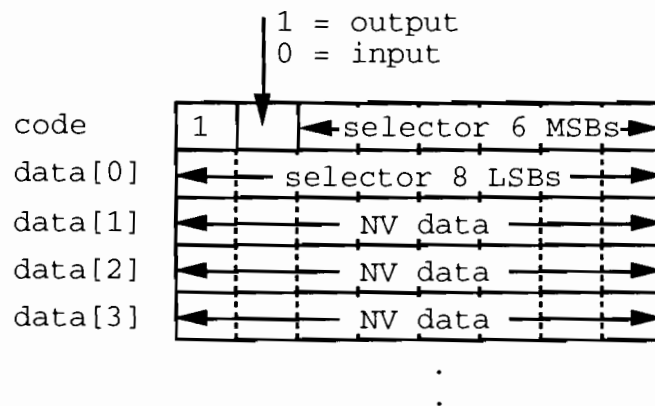 1 = output
0 = input
code 1 selector 6 MSBs
data[0] selector 8 LSBs
data[1] NV data
data[2] NV data
data[3] NV data
.
.